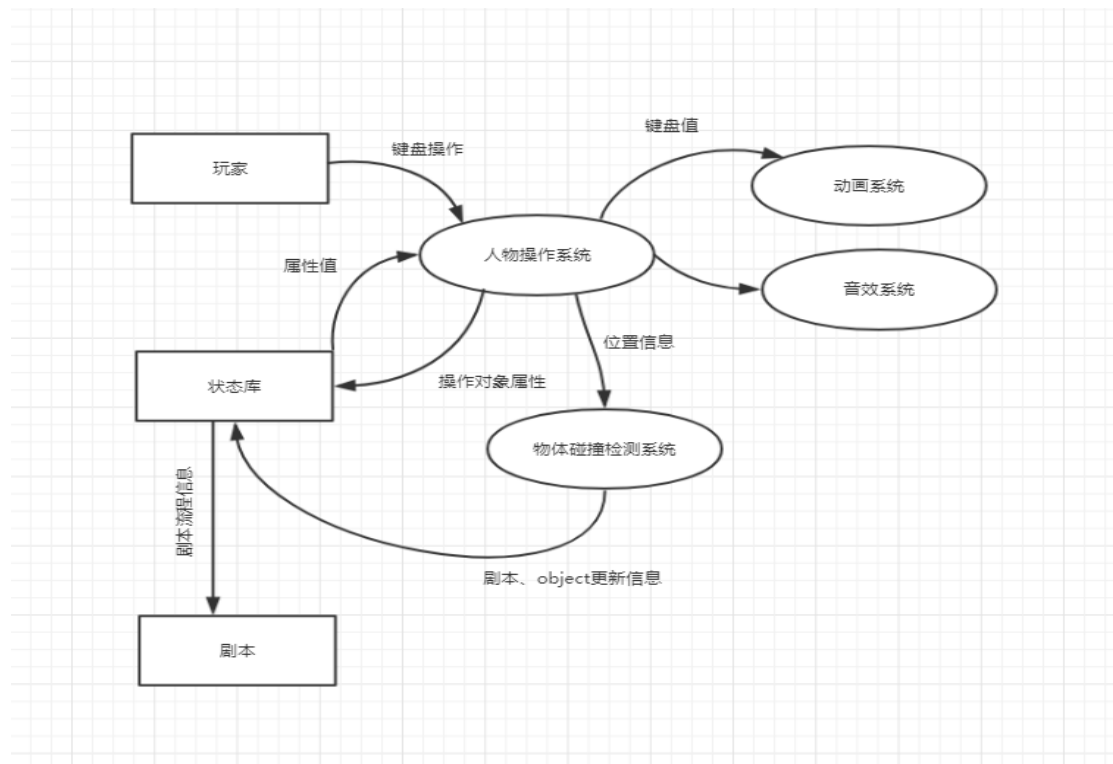 键盘值
键盘操作
玩家
动画系统
人物操作系统
属性值
音效系统
位置信息
操作对象属性
状态库
物体碰撞检测系统
剧本流程信息
剧本、object更新信息
剧本